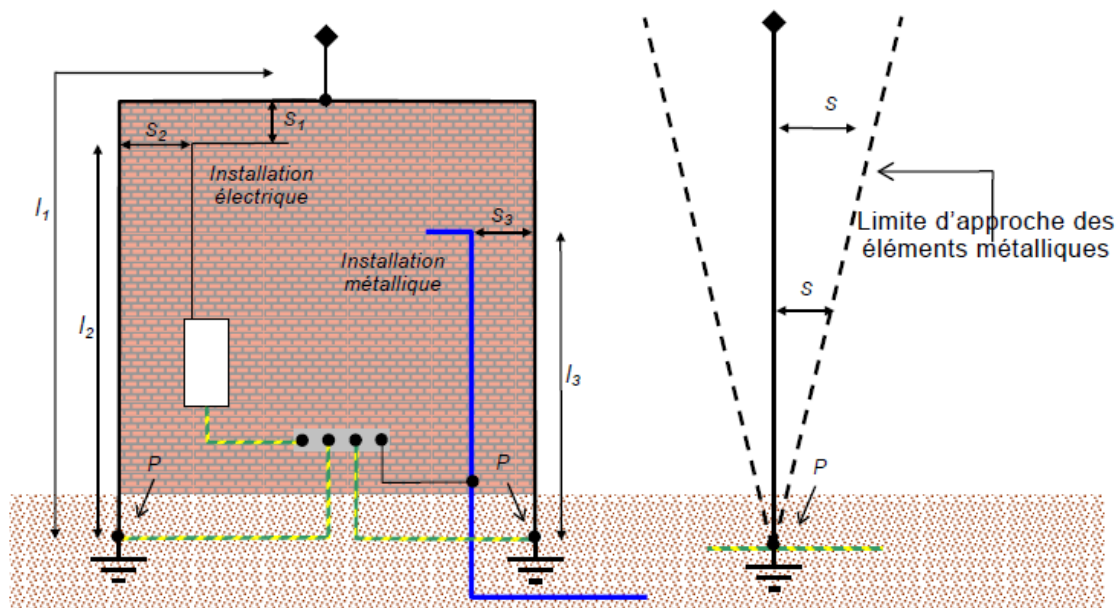 S1
S2
Installation
électrique
l1
S3
Installation
métallique
l2
l3
P
P
S
Limite d'approche des
éléments métalliques
S
P